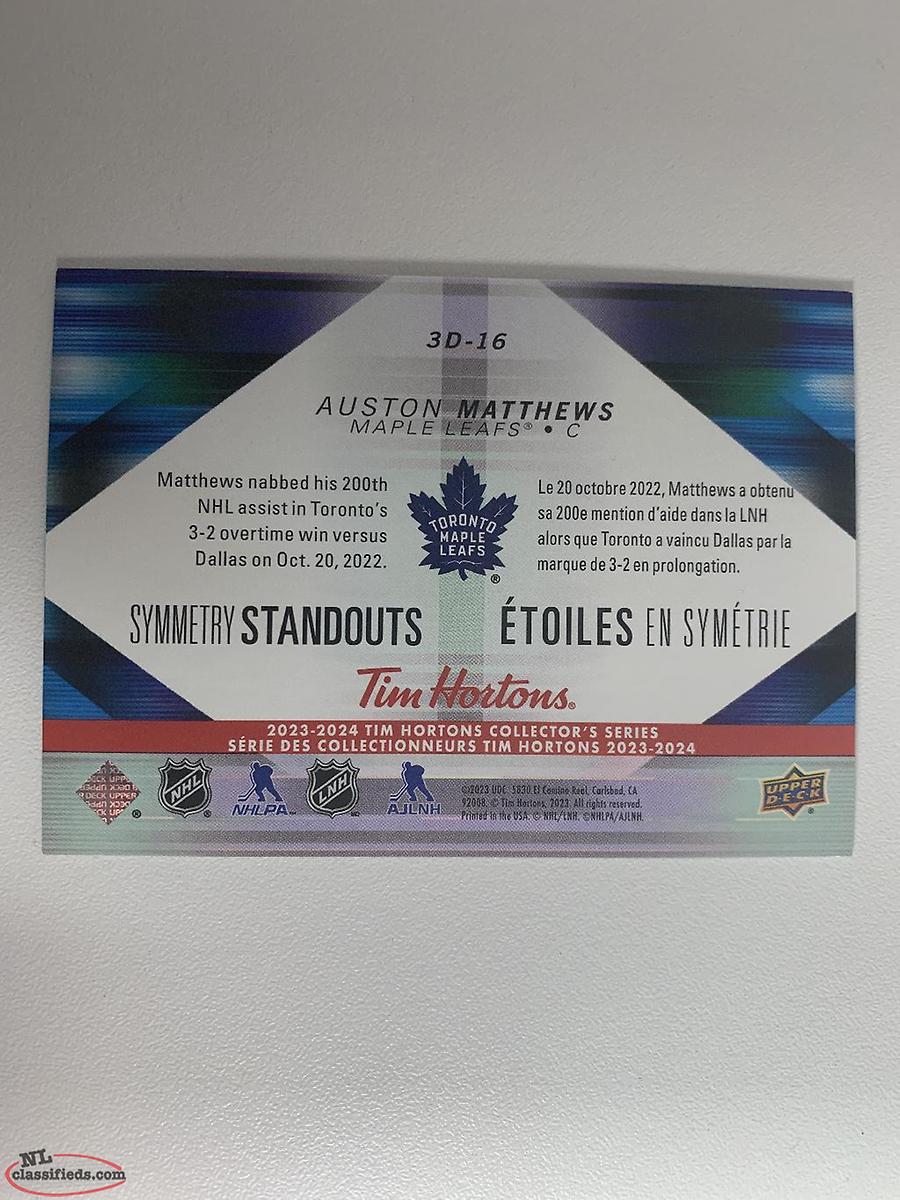 3D-16
AUSTON MATTHEWS
MAPLE LEAFS® • C
Matthews nabbed his 200th
NHL assist in Toronto's
3-2 overtime win versus
Dallas on Oct. 20, 2022.
TORONTO
MAPLE
LEAFS
®
Le 20 octobre 2022, Matthews a obtenu
sa 200e mention d'aide dans la LNH
alors que Toronto a vaincu Dallas par la
marque de 3-2 en prolongation.
SYMMETRY STANDOUTS
ÉTOILES EN SYMÉTRIE
Tim Hortons®
2023-2024 TIM HORTONS COLLECTOR'S SERIES
SÉRIE DES COLLECTIONNEURS TIM HORTONS 2023-2024
DECK UPPER
NHL
®
NHLPA™
LNH
MD
AJLNH
©2023 UDC. 5830 El Camino Real, Carlsbad, CA
92008. © Tim Hortons, 2023. All rights reserved.
Printed in the USA. © NHL/LNH. ©NHLPA/AJLNH.
UPPER
D·E·C·K
NL
classifieds.com